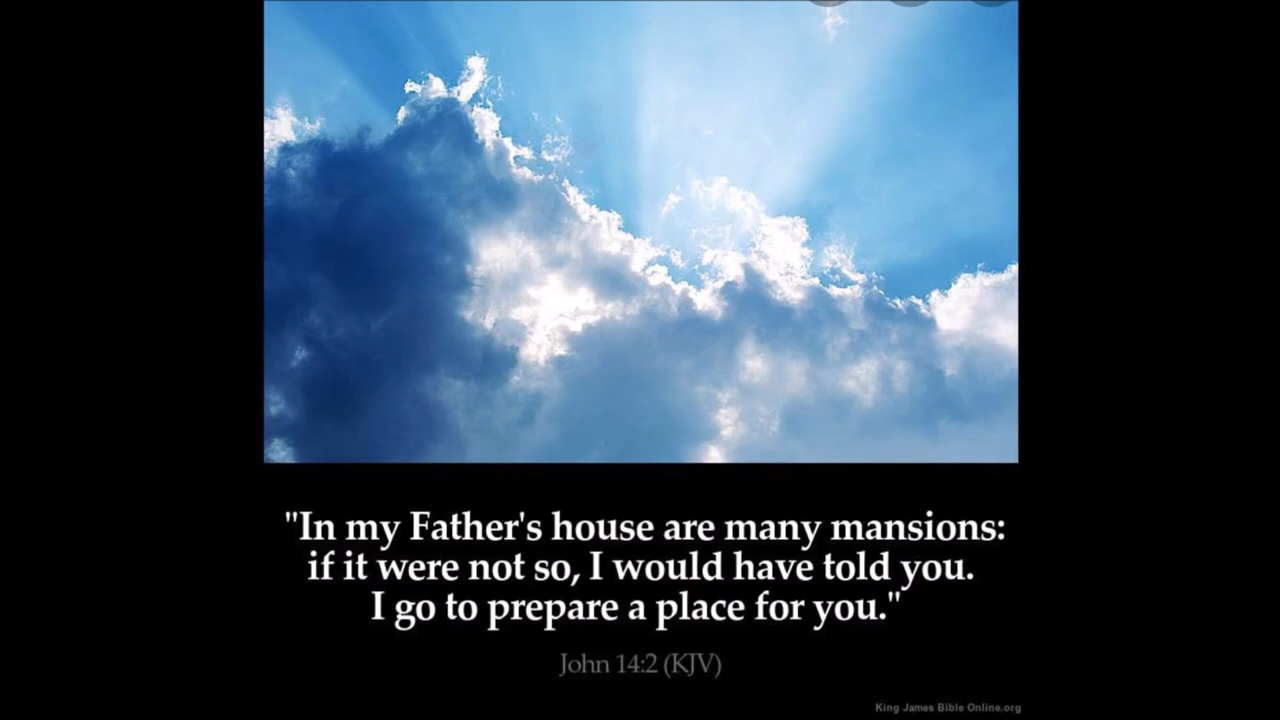 "In my Father's house are many mansions:
if it were not so, I would have told you.
I go to prepare a place for you."
John 14:2 (KJV)
King James Bible Online.org